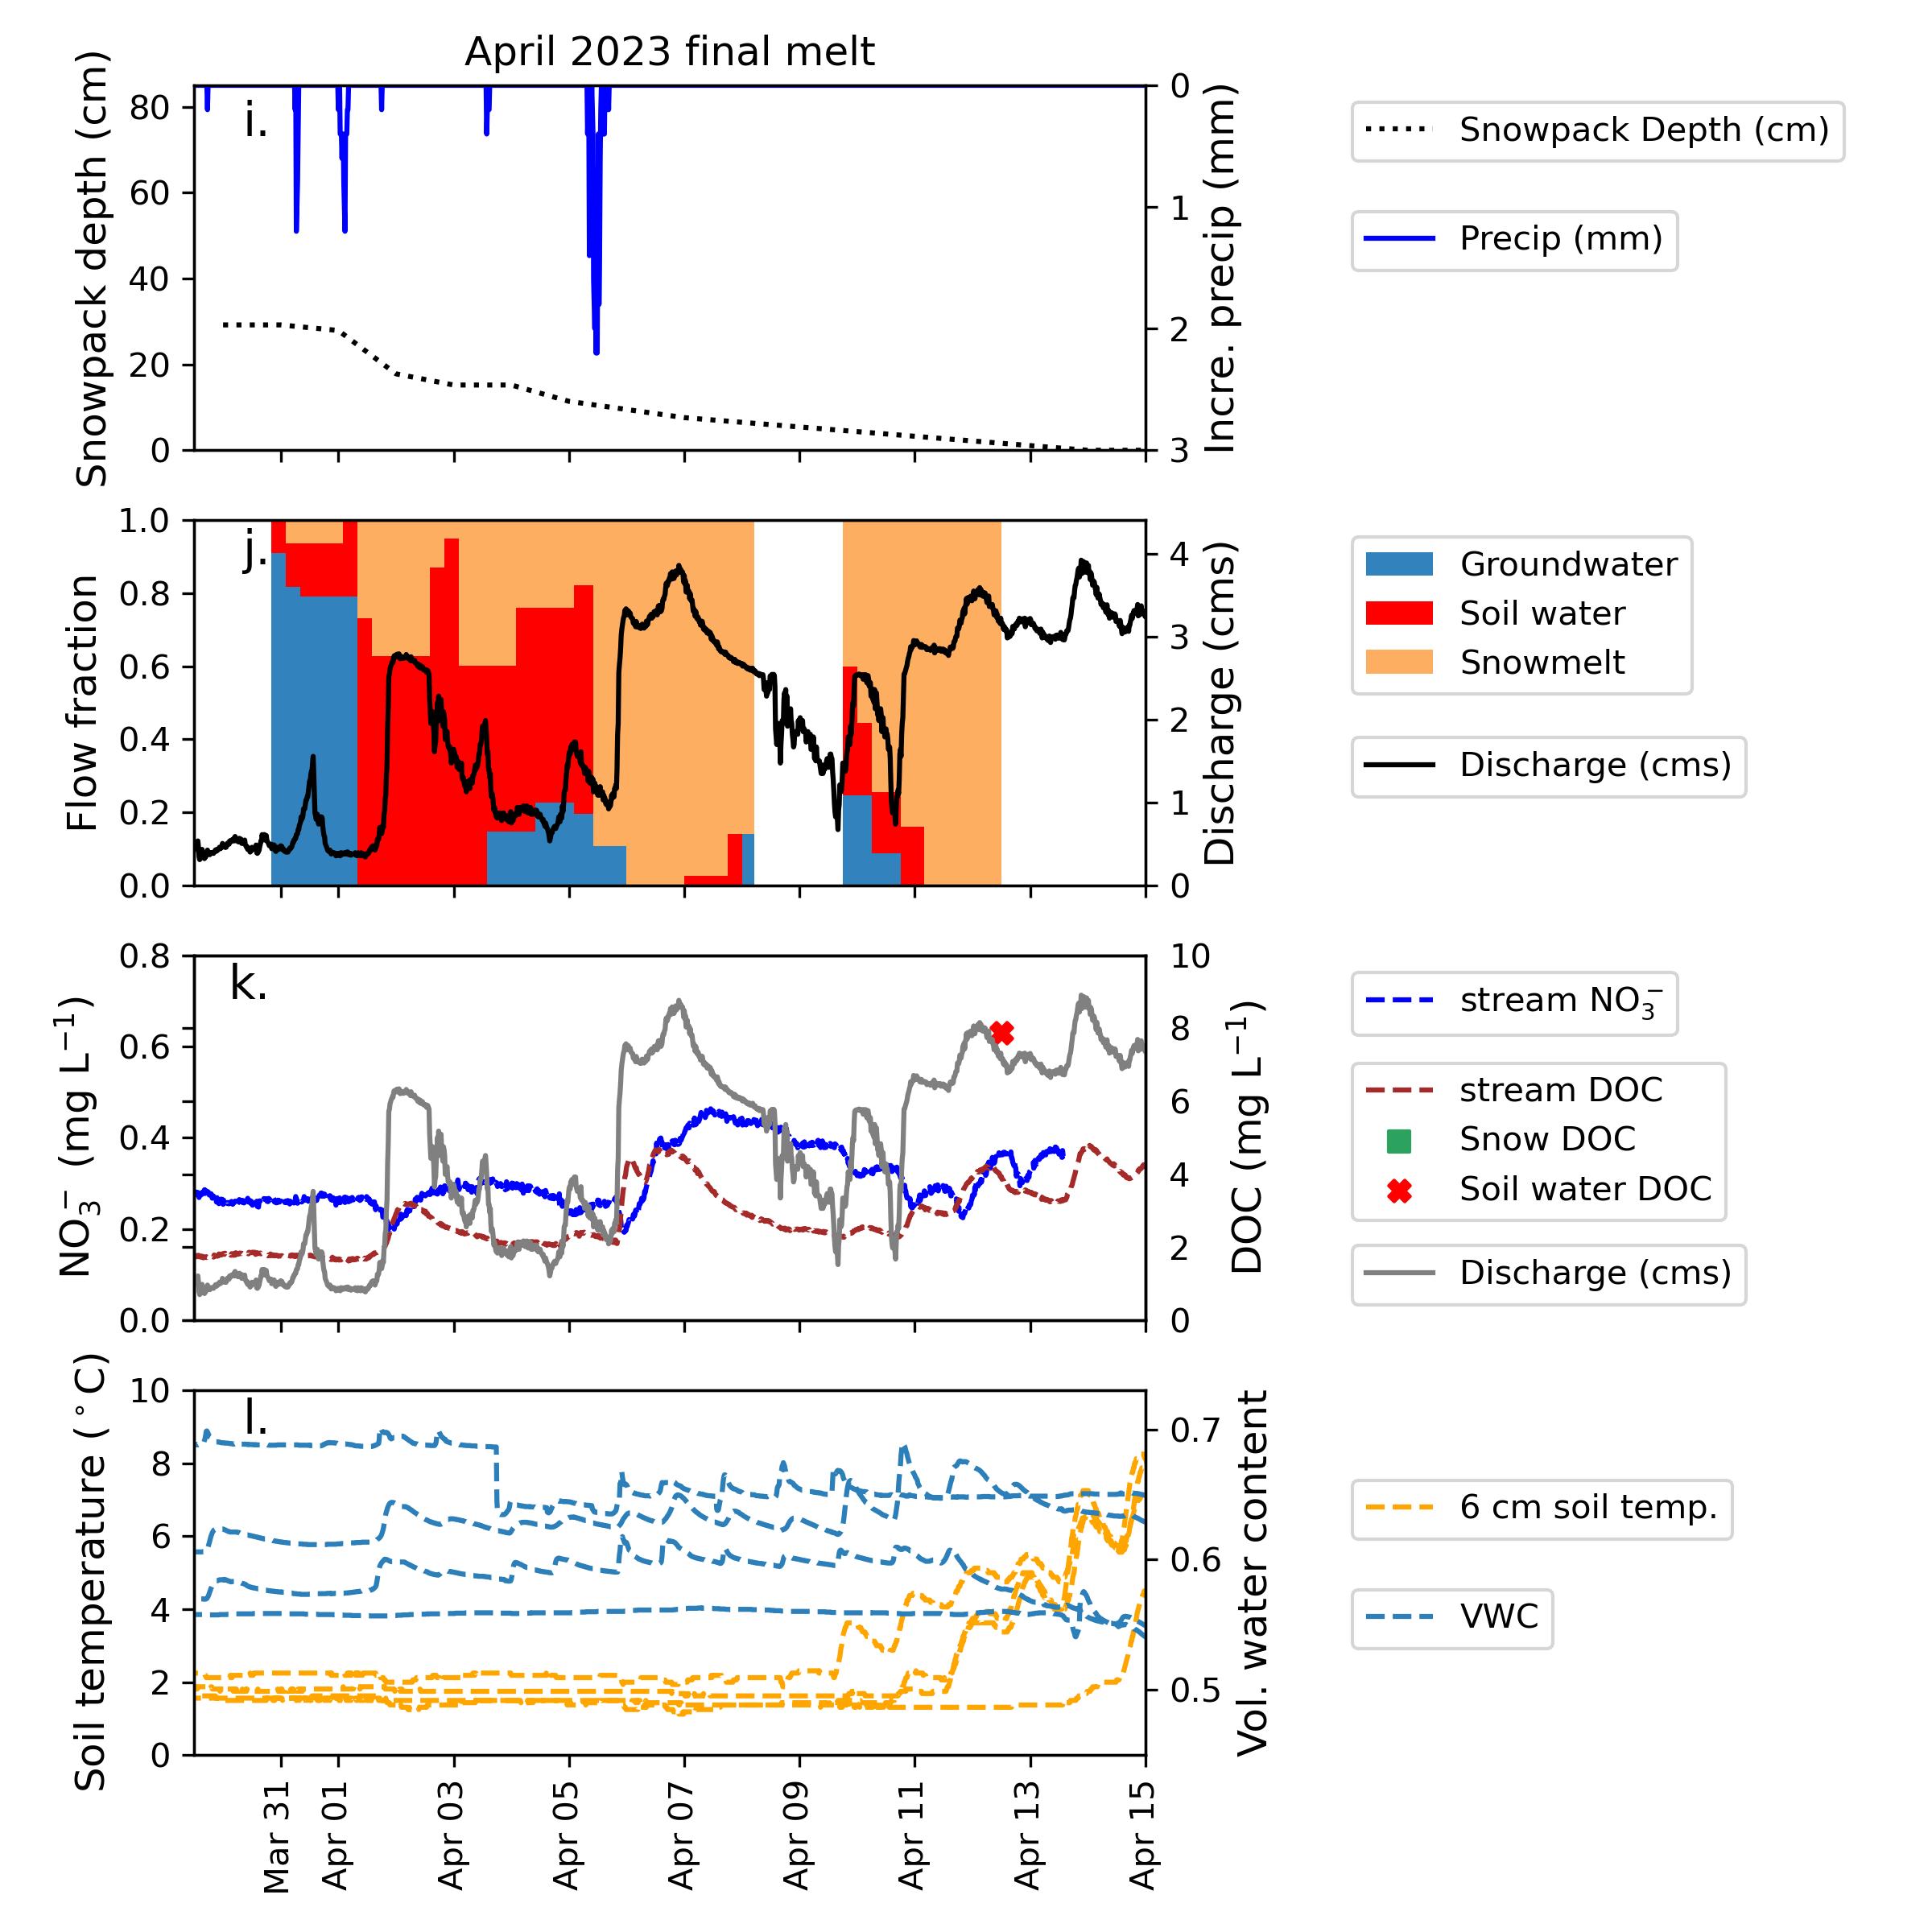 April 2023 final melt
Snowpack depth (cm)
80
60
40
20
0
i.
0
1
2
3
Incre. precip (mm)
Snowpack Depth (cm)
Precip (mm)
Flow fraction
1.0
0.8
0.6
0.4
0.2
0.0
j.
4
3
2
1
0
Discharge (cms)
Groundwater
Soil water
Snowmelt
Discharge (cms)
NO₃⁻ (mg L⁻¹)
0.8
0.6
0.4
0.2
0.0
k.
10
8
6
4
2
0
DOC (mg L⁻¹)
stream NO₃⁻
stream DOC
Snow DOC
Soil water DOC
Discharge (cms)
Soil temperature (°C)
10
8
6
4
2
0
l.
0.7
0.6
0.5
Vol. water content
6 cm soil temp.
VWC
Mar 31
Apr 01
Apr 03
Apr 05
Apr 07
Apr 09
Apr 11
Apr 13
Apr 15